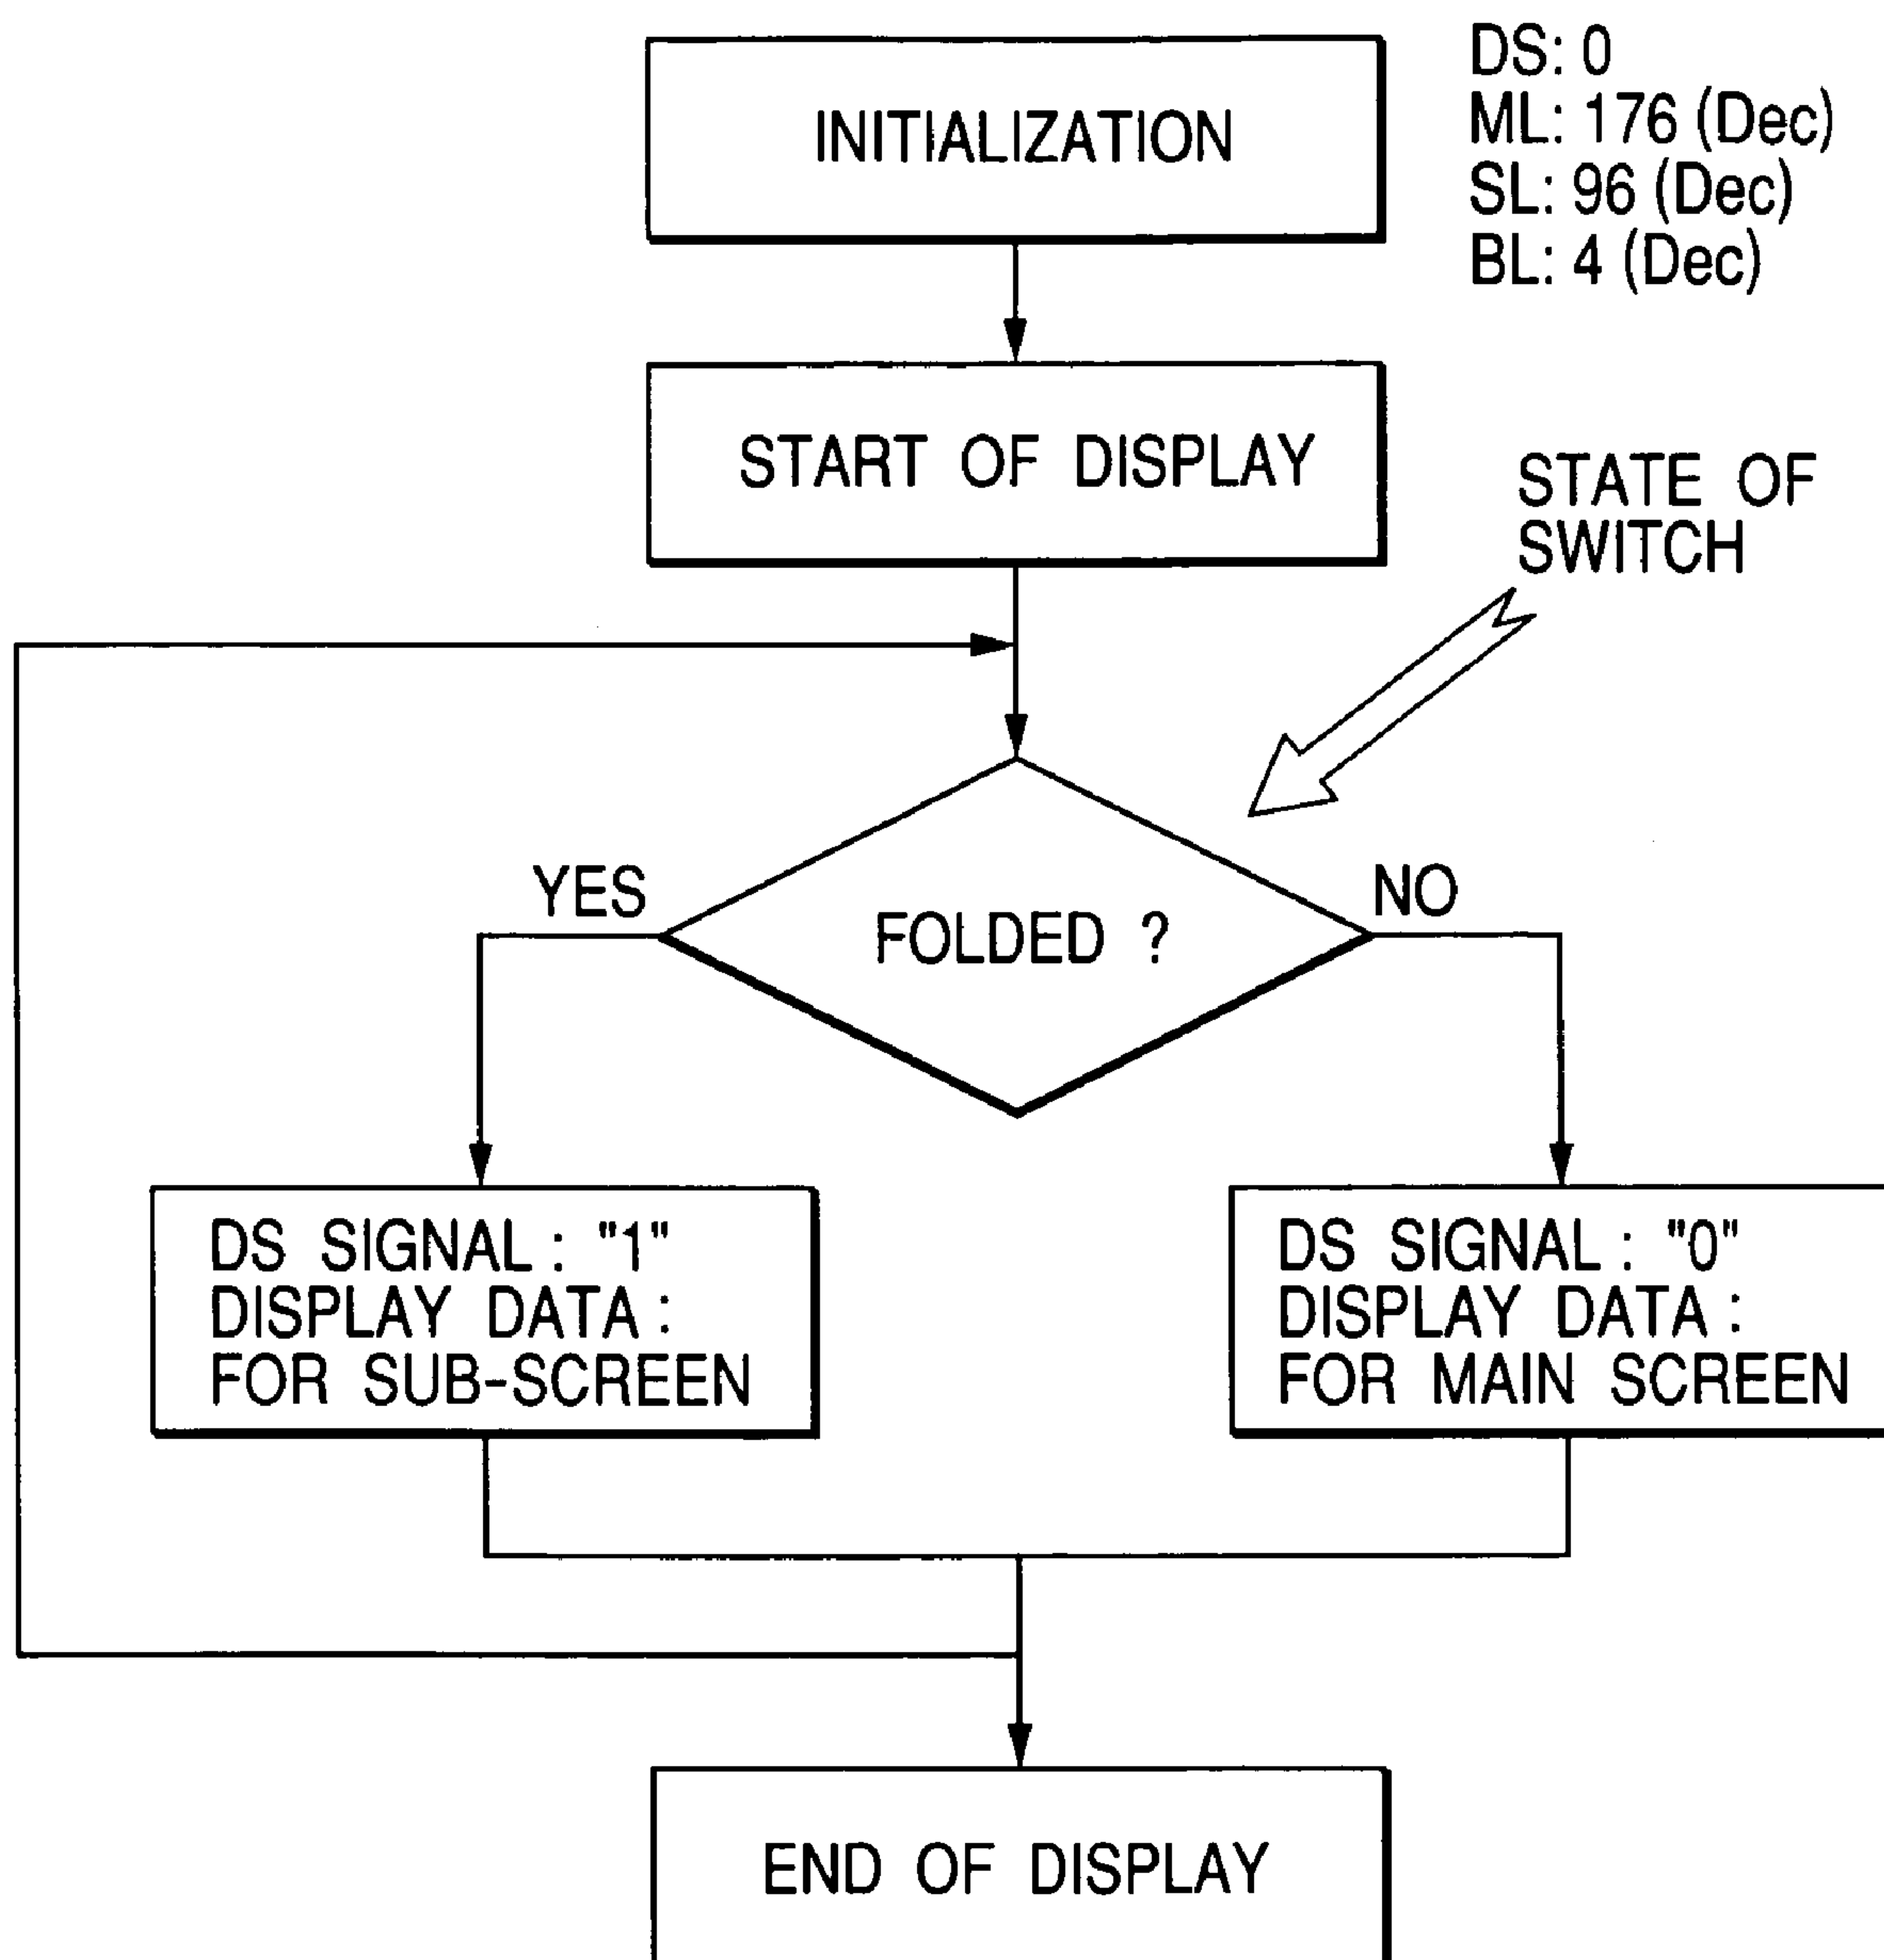 INITIALIZATION
DS: 0
ML: 176 (Dec)
SL: 96 (Dec)
BL: 4 (Dec)
START OF DISPLAY
STATE OF
SWITCH
YES
FOLDED ?
NO
DS SIGNAL : "1"
DISPLAY DATA :
FOR SUB-SCREEN
DS SIGNAL : "0"
DISPLAY DATA :
FOR MAIN SCREEN
END OF DISPLAY